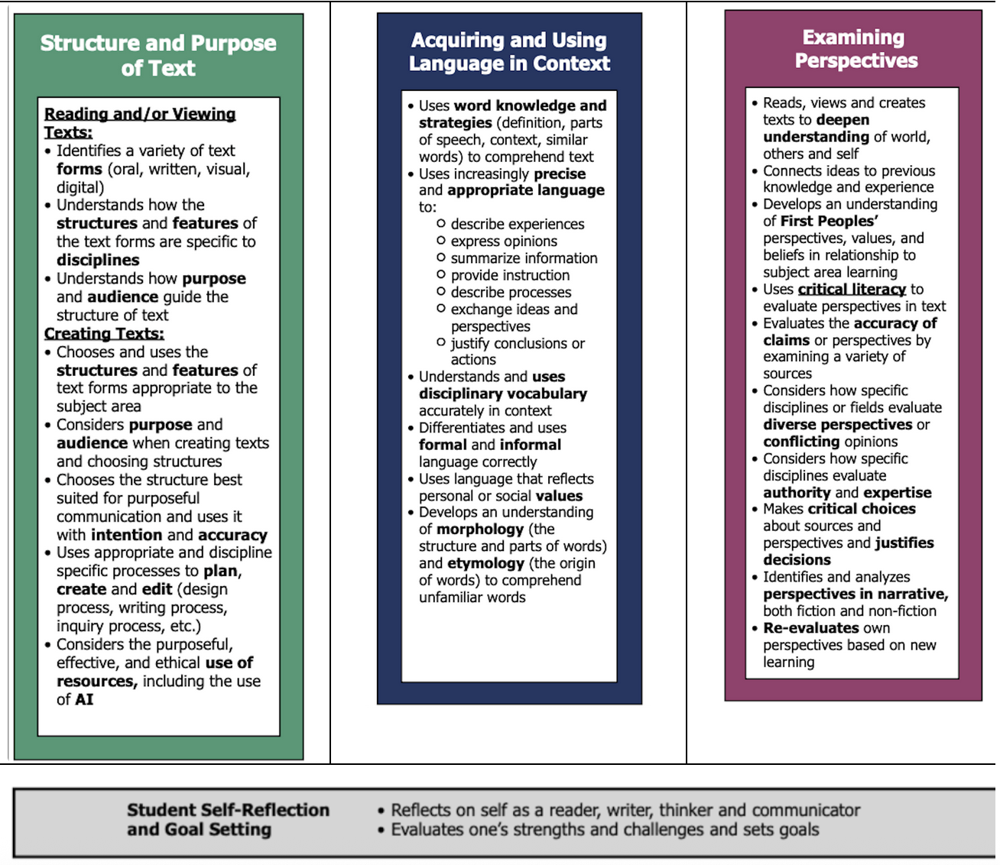 Structure and Purpose
of Text
Reading and/or Viewing
Texts:
• Identifies a variety of text
forms (oral, written, visual,
digital)
• Understands how the
structures and features of
the text forms are specific to
disciplines
• Understands how purpose
and audience guide the
structure of text
Creating Texts:
• Chooses and uses the
structures and features of
text forms appropriate to the
subject area
• Considers purpose and
audience when creating texts
and choosing structures
• Chooses the structure best
suited for purposeful
communication and uses it
with intention and accuracy
• Uses appropriate and discipline
specific processes to plan,
create and edit (design
process, writing process,
inquiry process, etc.)
• Considers the purposeful,
effective, and ethical use of
resources, including the use
of AI
Acquiring and Using
Language in Context
• Uses word knowledge and
strategies (definition, parts
of speech, context, similar
words) to comprehend text
• Uses increasingly precise
and appropriate language
to:
○ describe experiences
○ express opinions
○ summarize information
○ provide instruction
○ describe processes
○ exchange ideas and
perspectives
○ justify conclusions or
actions
• Understands and uses
disciplinary vocabulary
accurately in context
• Differentiates and uses
formal and informal
language correctly
• Uses language that reflects
personal or social values
• Develops an understanding
of morphology (the
structure and parts of words)
and etymology (the origin
of words) to comprehend
unfamiliar words
Examining
Perspectives
• Reads, views and creates
texts to deepen
understanding of world,
others and self
• Connects ideas to previous
knowledge and experience
• Develops an understanding
of First Peoples’
perspectives, values, and
beliefs in relationship to
subject area learning
• Uses critical literacy to
evaluate perspectives in text
• Evaluates the accuracy of
claims or perspectives by
examining a variety of
sources
• Considers how specific
disciplines or fields evaluate
diverse perspectives or
conflicting opinions
• Considers how specific
disciplines evaluate
authority and expertise
• Makes critical choices
about sources and
perspectives and justifies
decisions
• Identifies and analyzes
perspectives in narrative,
both fiction and non-fiction
• Re-evaluates own
perspectives based on new
learning
Student Self-Reflection
and Goal Setting
• Reflects on self as a reader, writer, thinker and communicator
• Evaluates one’s strengths and challenges and sets goals